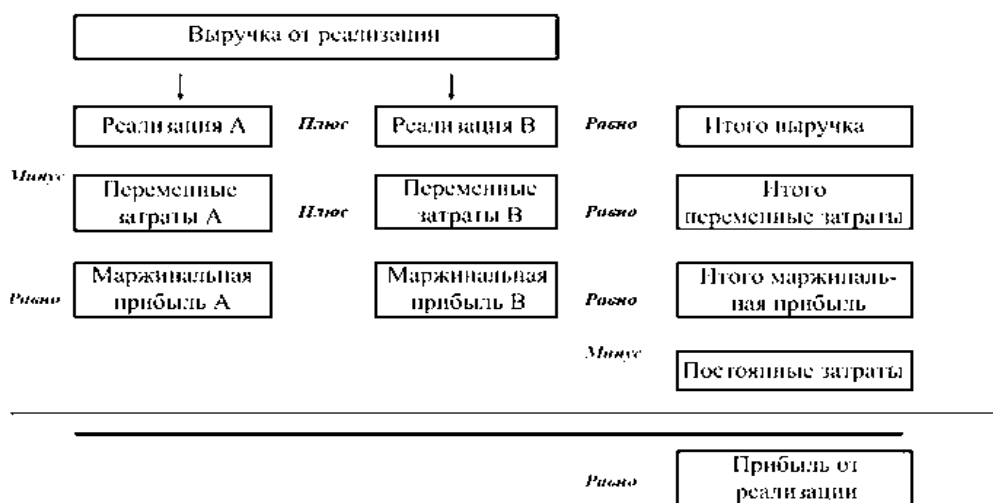 Выручка от реализации
Реализация А Плюс Реализация В Равно Итого выручка
Минус
Переменные Переменные Итого
затраты А Плюс затраты В Равно переменные затраты
Маржинальная Маржинальная Итого маржиналь-
Равно прибыль А прибыль В Равно ная прибыль
Минус
Постоянные затраты
Прибыль от
Равно реализации